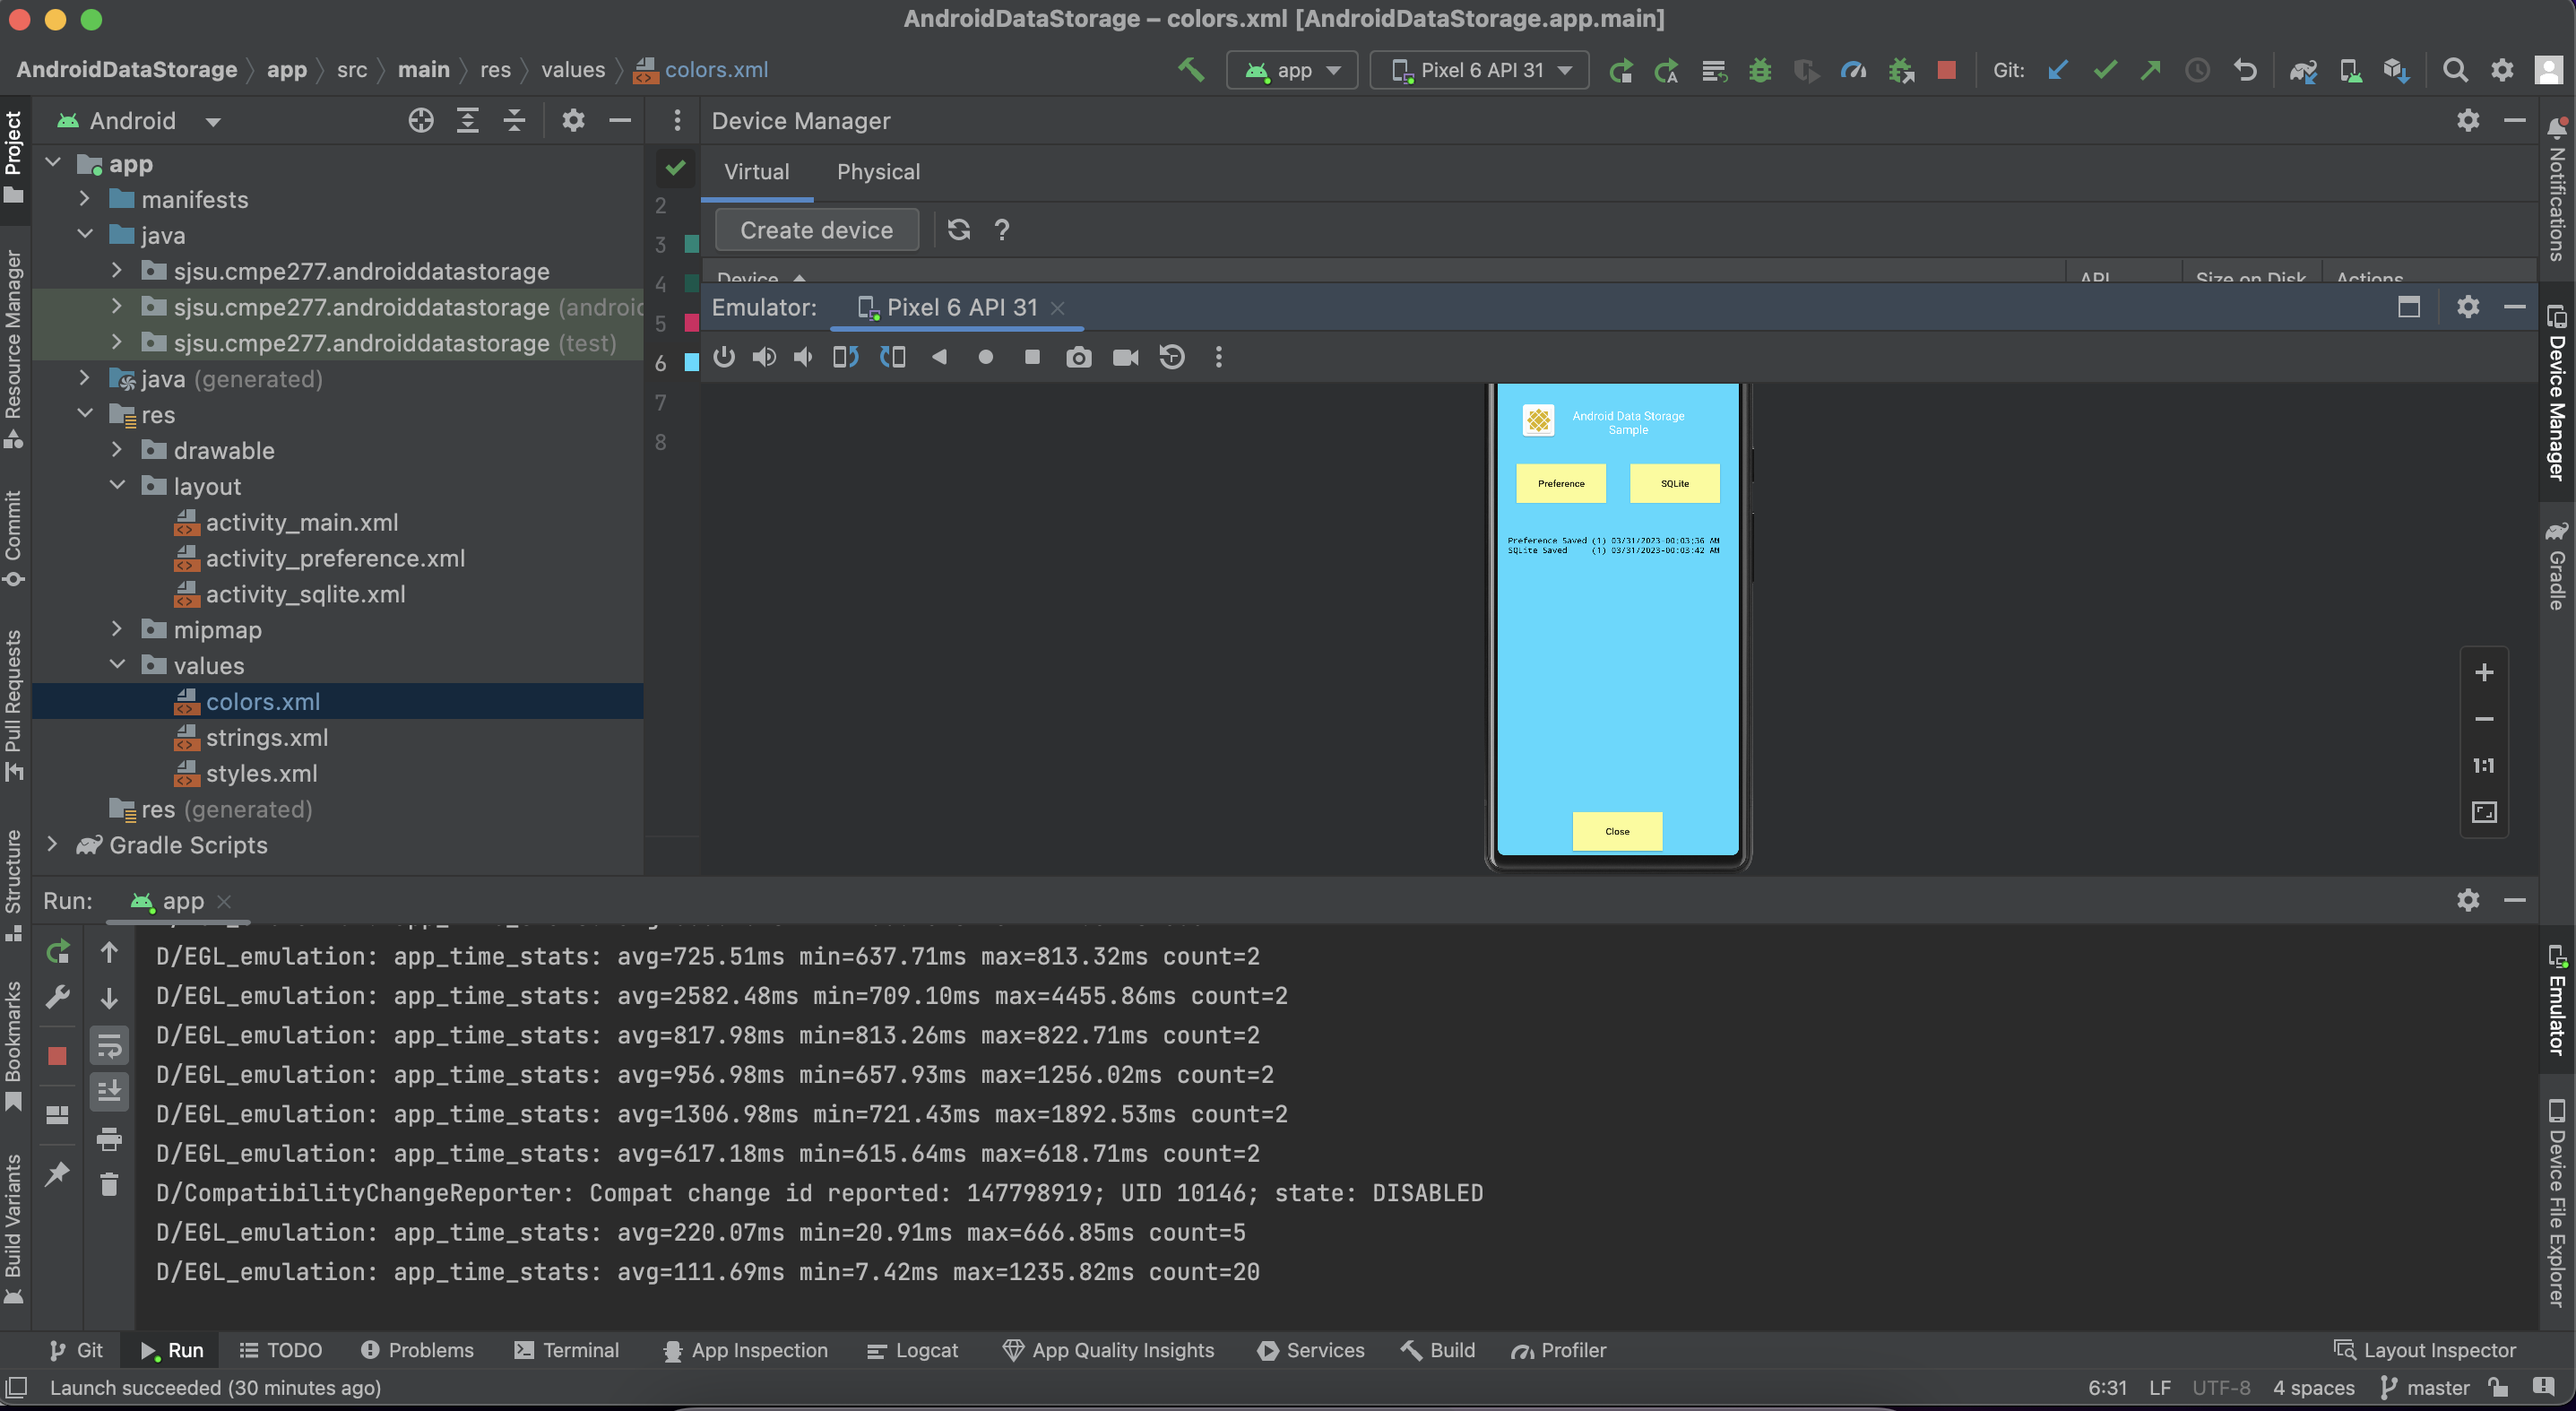 AndroidDataStorage – colors.xml [AndroidDataStorage.app.main]
AndroidDataStorage app src main res values colors.xml
app Pixel 6 API 31 Git:
Project
Resource Manager
Commit
Pull Requests
Structure
Bookmarks
Build Variants
Android
app
manifests
java
sjsu.cmpe277.androiddatastorage
sjsu.cmpe277.androiddatastorage (androi
sjsu.cmpe277.androiddatastorage (test)
java (generated)
res
drawable
layout
activity_main.xml
activity_preference.xml
activity_sqlite.xml
mipmap
values
colors.xml
strings.xml
styles.xml
res (generated)
Gradle Scripts
2
3
4
5
6
7
8
Device Manager
Virtual Physical
Create device ?
Device API Size on Disk Actions
Emulator: Pixel 6 API 31
Android Data Storage
Sample
Preference SQLite
Preference Saved (1) 03/31/2023-00:03:36 AM
SQLite Saved (1) 03/31/2023-00:03:42 AM
Close
1:1
Notifications
Device Manager
Gradle
Emulator
Device File Explorer
Run: app
D/EGL_emulation: app_time_stats: avg=725.51ms min=637.71ms max=813.32ms count=2
D/EGL_emulation: app_time_stats: avg=2582.48ms min=709.10ms max=4455.86ms count=2
D/EGL_emulation: app_time_stats: avg=817.98ms min=813.26ms max=822.71ms count=2
D/EGL_emulation: app_time_stats: avg=956.98ms min=657.93ms max=1256.02ms count=2
D/EGL_emulation: app_time_stats: avg=1306.98ms min=721.43ms max=1892.53ms count=2
D/EGL_emulation: app_time_stats: avg=617.18ms min=615.64ms max=618.71ms count=2
D/CompatibilityChangeReporter: Compat change id reported: 147798919; UID 10146; state: DISABLED
D/EGL_emulation: app_time_stats: avg=220.07ms min=20.91ms max=666.85ms count=5
D/EGL_emulation: app_time_stats: avg=111.69ms min=7.42ms max=1235.82ms count=20
Git Run TODO Problems Terminal App Inspection Logcat App Quality Insights Services Build Profiler Layout Inspector
Launch succeeded (30 minutes ago) 6:31 LF UTF-8 4 spaces master